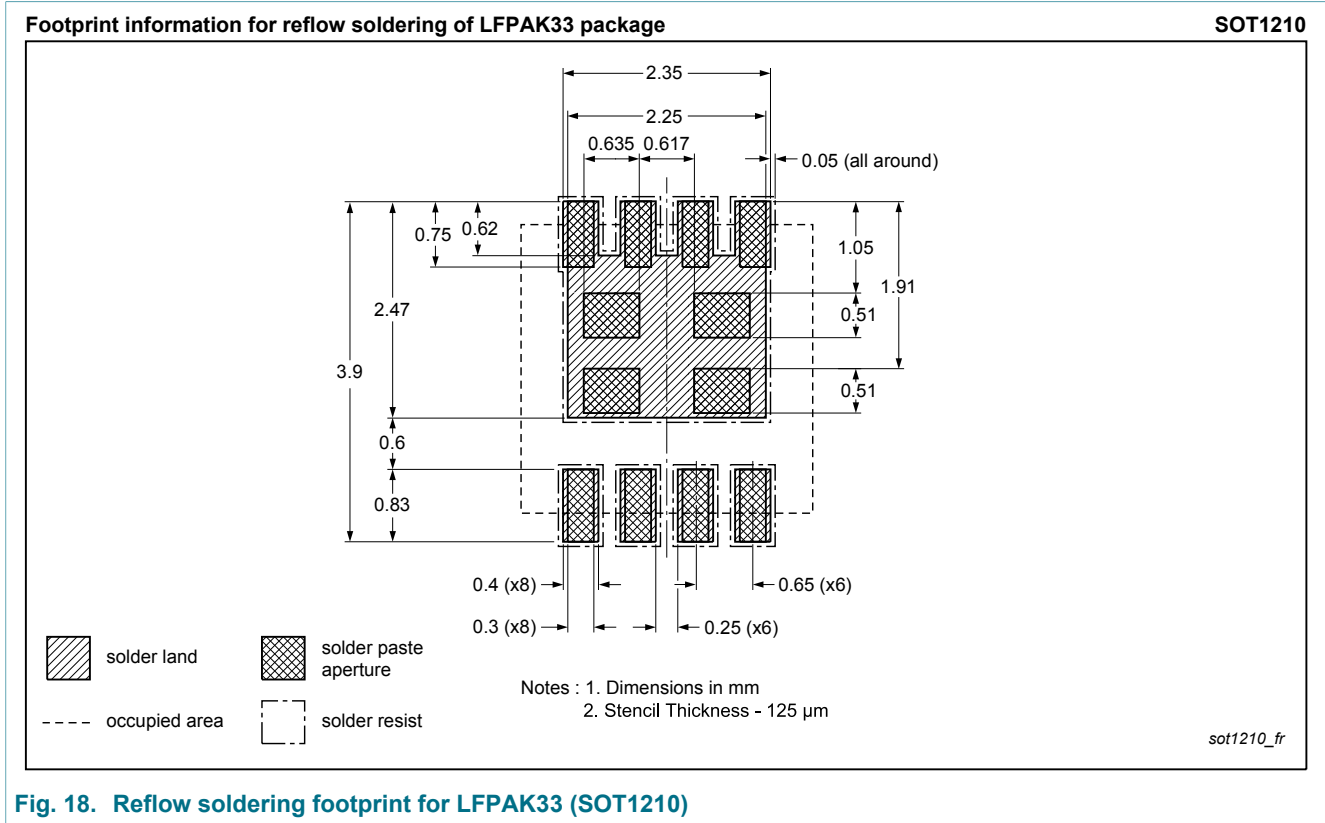 Footprint information for reflow soldering of LFPAK33 package SOT1210
2.35
2.25
0.635 0.617
0.05 (all around)
0.75 0.62
1.05
1.91
2.47
0.51
3.9
0.51
0.6
0.83
0.4 (x8)
0.65 (x6)
0.3 (x8)
0.25 (x6)
solder land
solder paste
aperture
occupied area
solder resist
Notes : 1. Dimensions in mm
2. Stencil Thickness - 125 μm
sot1210_fr
Fig. 18. Reflow soldering footprint for LFPAK33 (SOT1210)